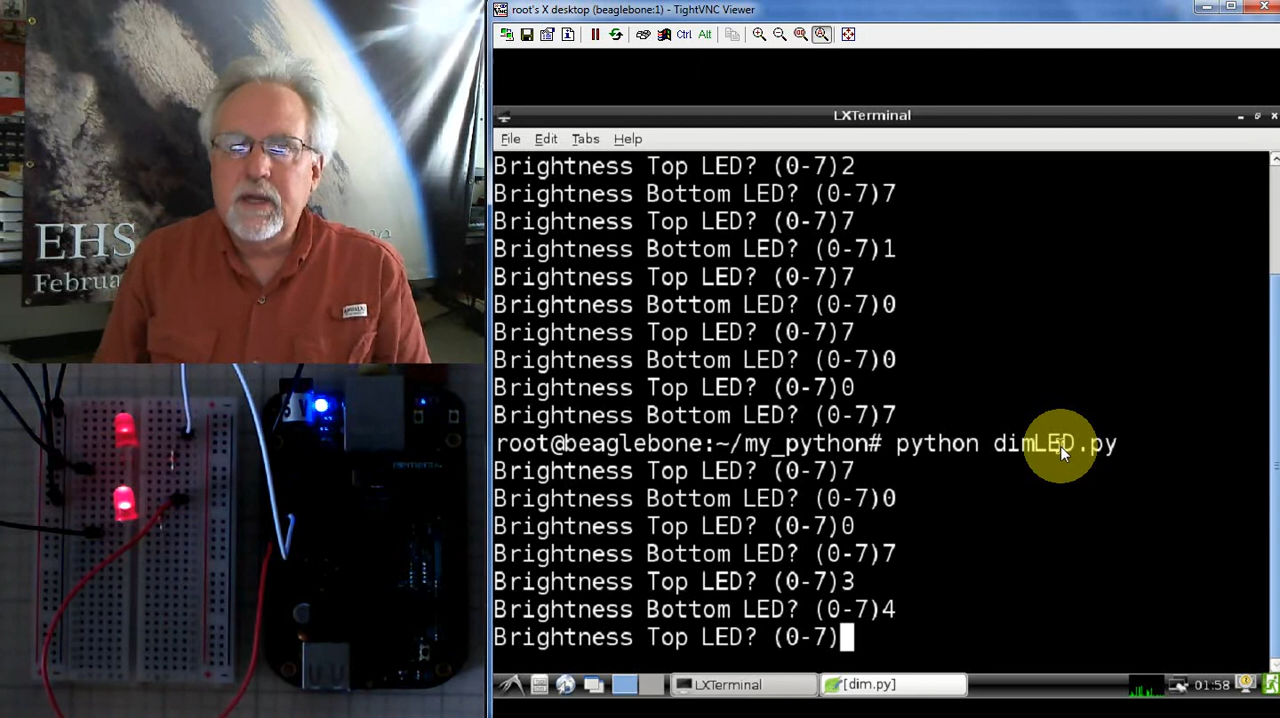 root's X desktop (beaglebone:1) - TightVNC Viewer
Ctrl Alt
LXTerminal
File Edit Tabs Help
Brightness Top LED? (0-7)2
Brightness Bottom LED? (0-7)7
Brightness Top LED? (0-7)7
Brightness Bottom LED? (0-7)1
Brightness Top LED? (0-7)7
Brightness Bottom LED? (0-7)0
Brightness Top LED? (0-7)7
Brightness Bottom LED? (0-7)0
Brightness Top LED? (0-7)0
Brightness Bottom LED? (0-7)7
root@beaglebone:~/my_python# python dimLED.py
Brightness Top LED? (0-7)7
Brightness Bottom LED? (0-7)0
Brightness Top LED? (0-7)0
Brightness Bottom LED? (0-7)7
Brightness Top LED? (0-7)3
Brightness Bottom LED? (0-7)4
Brightness Top LED? (0-7)
LXTerminal [dim.py] 01:58
EHS
Februa